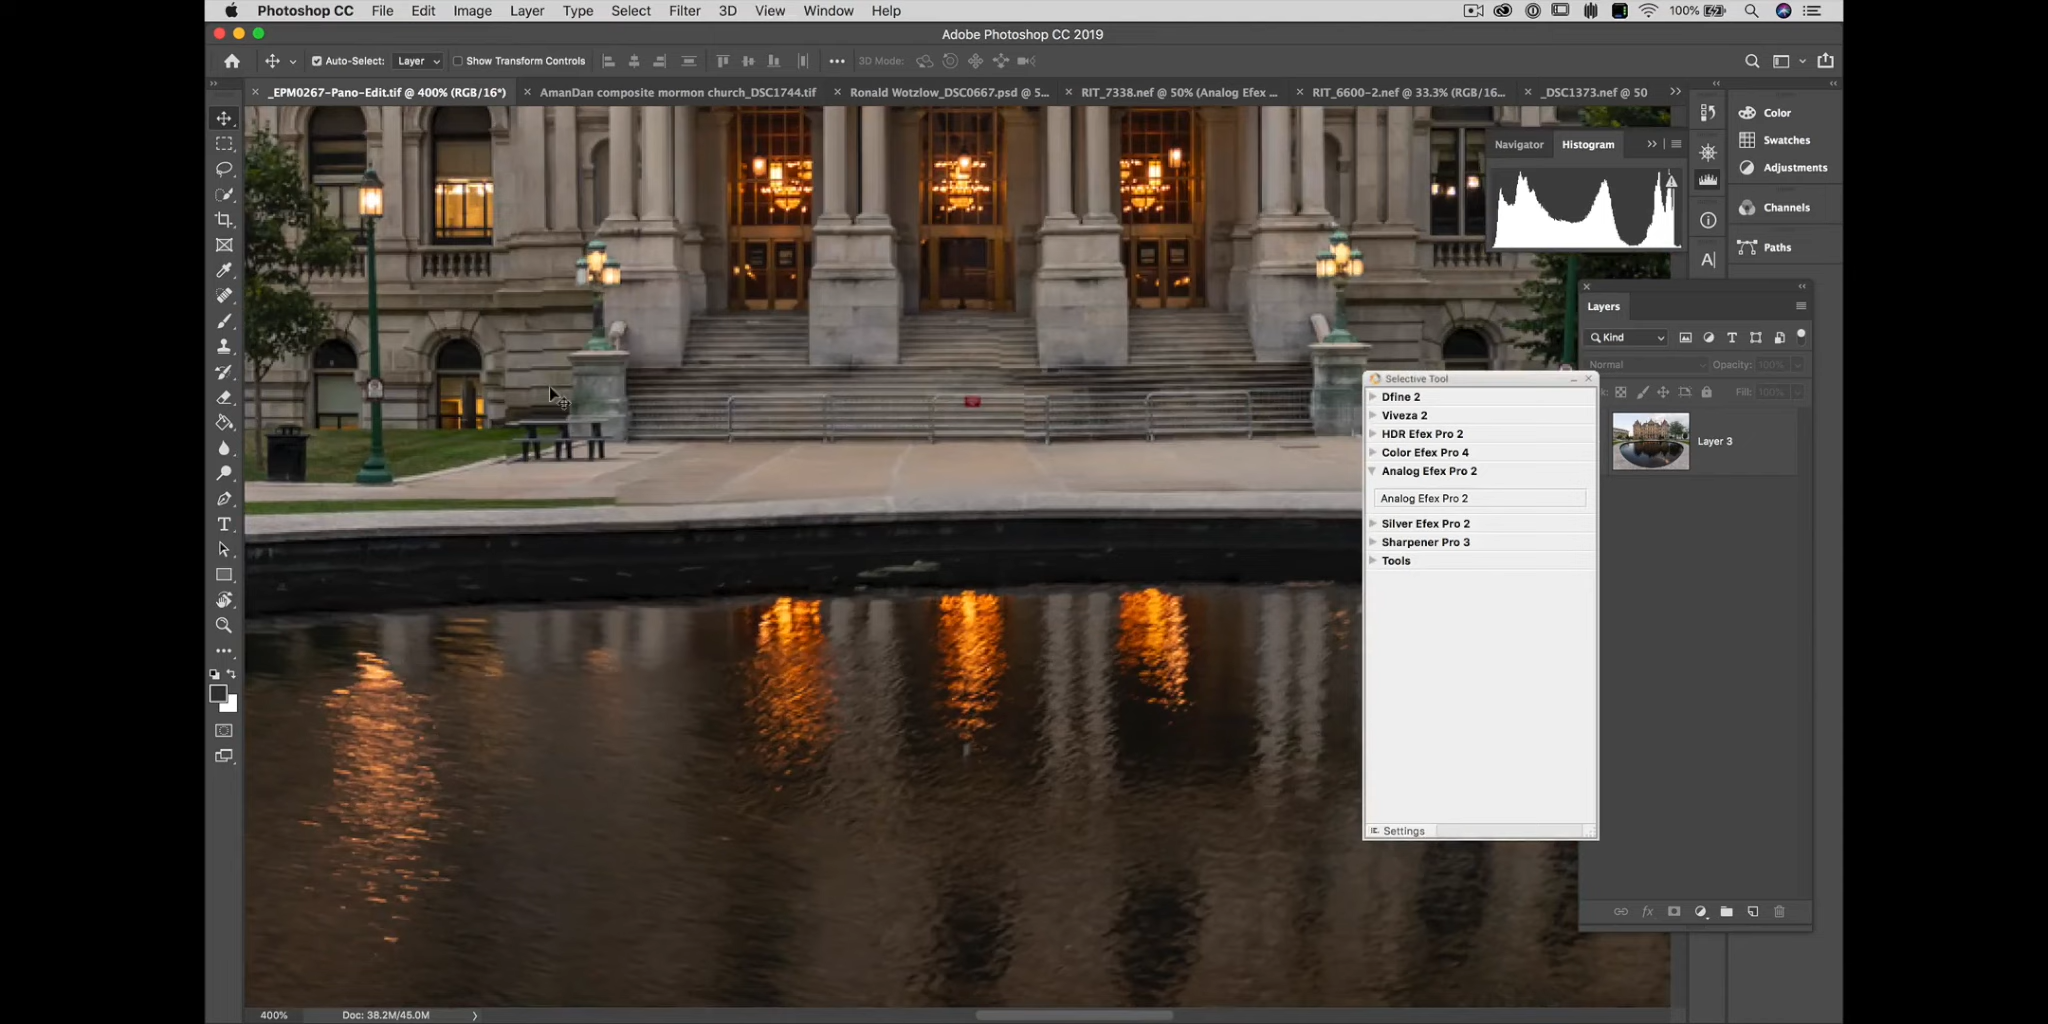 Photoshop CC File Edit Image Layer Type Select Filter 3D View Window Help 100%
Adobe Photoshop CC 2019
Auto-Select: Layer Show Transform Controls 3D Mode:
_EPM0267-Pano-Edit.tif @ 400% (RGB/16*) AmanDan composite mormon church_DSC1744.tif Ronald Wotzlow_DSC0667.psd @ 5... RIT_7338.nef @ 50% (Analog Efex ... RIT_6600-2.nef @ 33.3% (RGB/16... _DSC1373.nef @ 50
Color
Navigator Histogram
Swatches
Adjustments
Channels
Paths
Layers
Kind
Normal Opacity: 100%
Fill: 100%
Layer 3
Selective Tool
Dfine 2
Viveza 2
HDR Efex Pro 2
Color Efex Pro 4
Analog Efex Pro 2
Analog Efex Pro 2
Silver Efex Pro 2
Sharpener Pro 3
Tools
Settings
400% Doc: 38.2M/45.0M